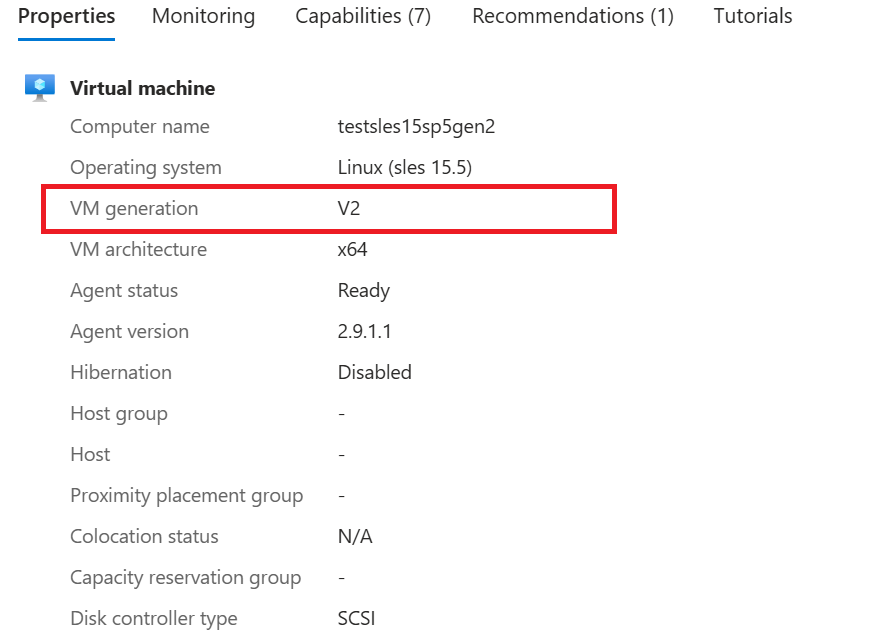 Properties Monitoring Capabilities (7) Recommendations (1) Tutorials
Virtual machine
Computer name testsles15sp5gen2
Operating system Linux (sles 15.5)
VM generation V2
VM architecture x64
Agent status Ready
Agent version 2.9.1.1
Hibernation Disabled
Host group -
Host -
Proximity placement group -
Colocation status N/A
Capacity reservation group -
Disk controller type SCSI